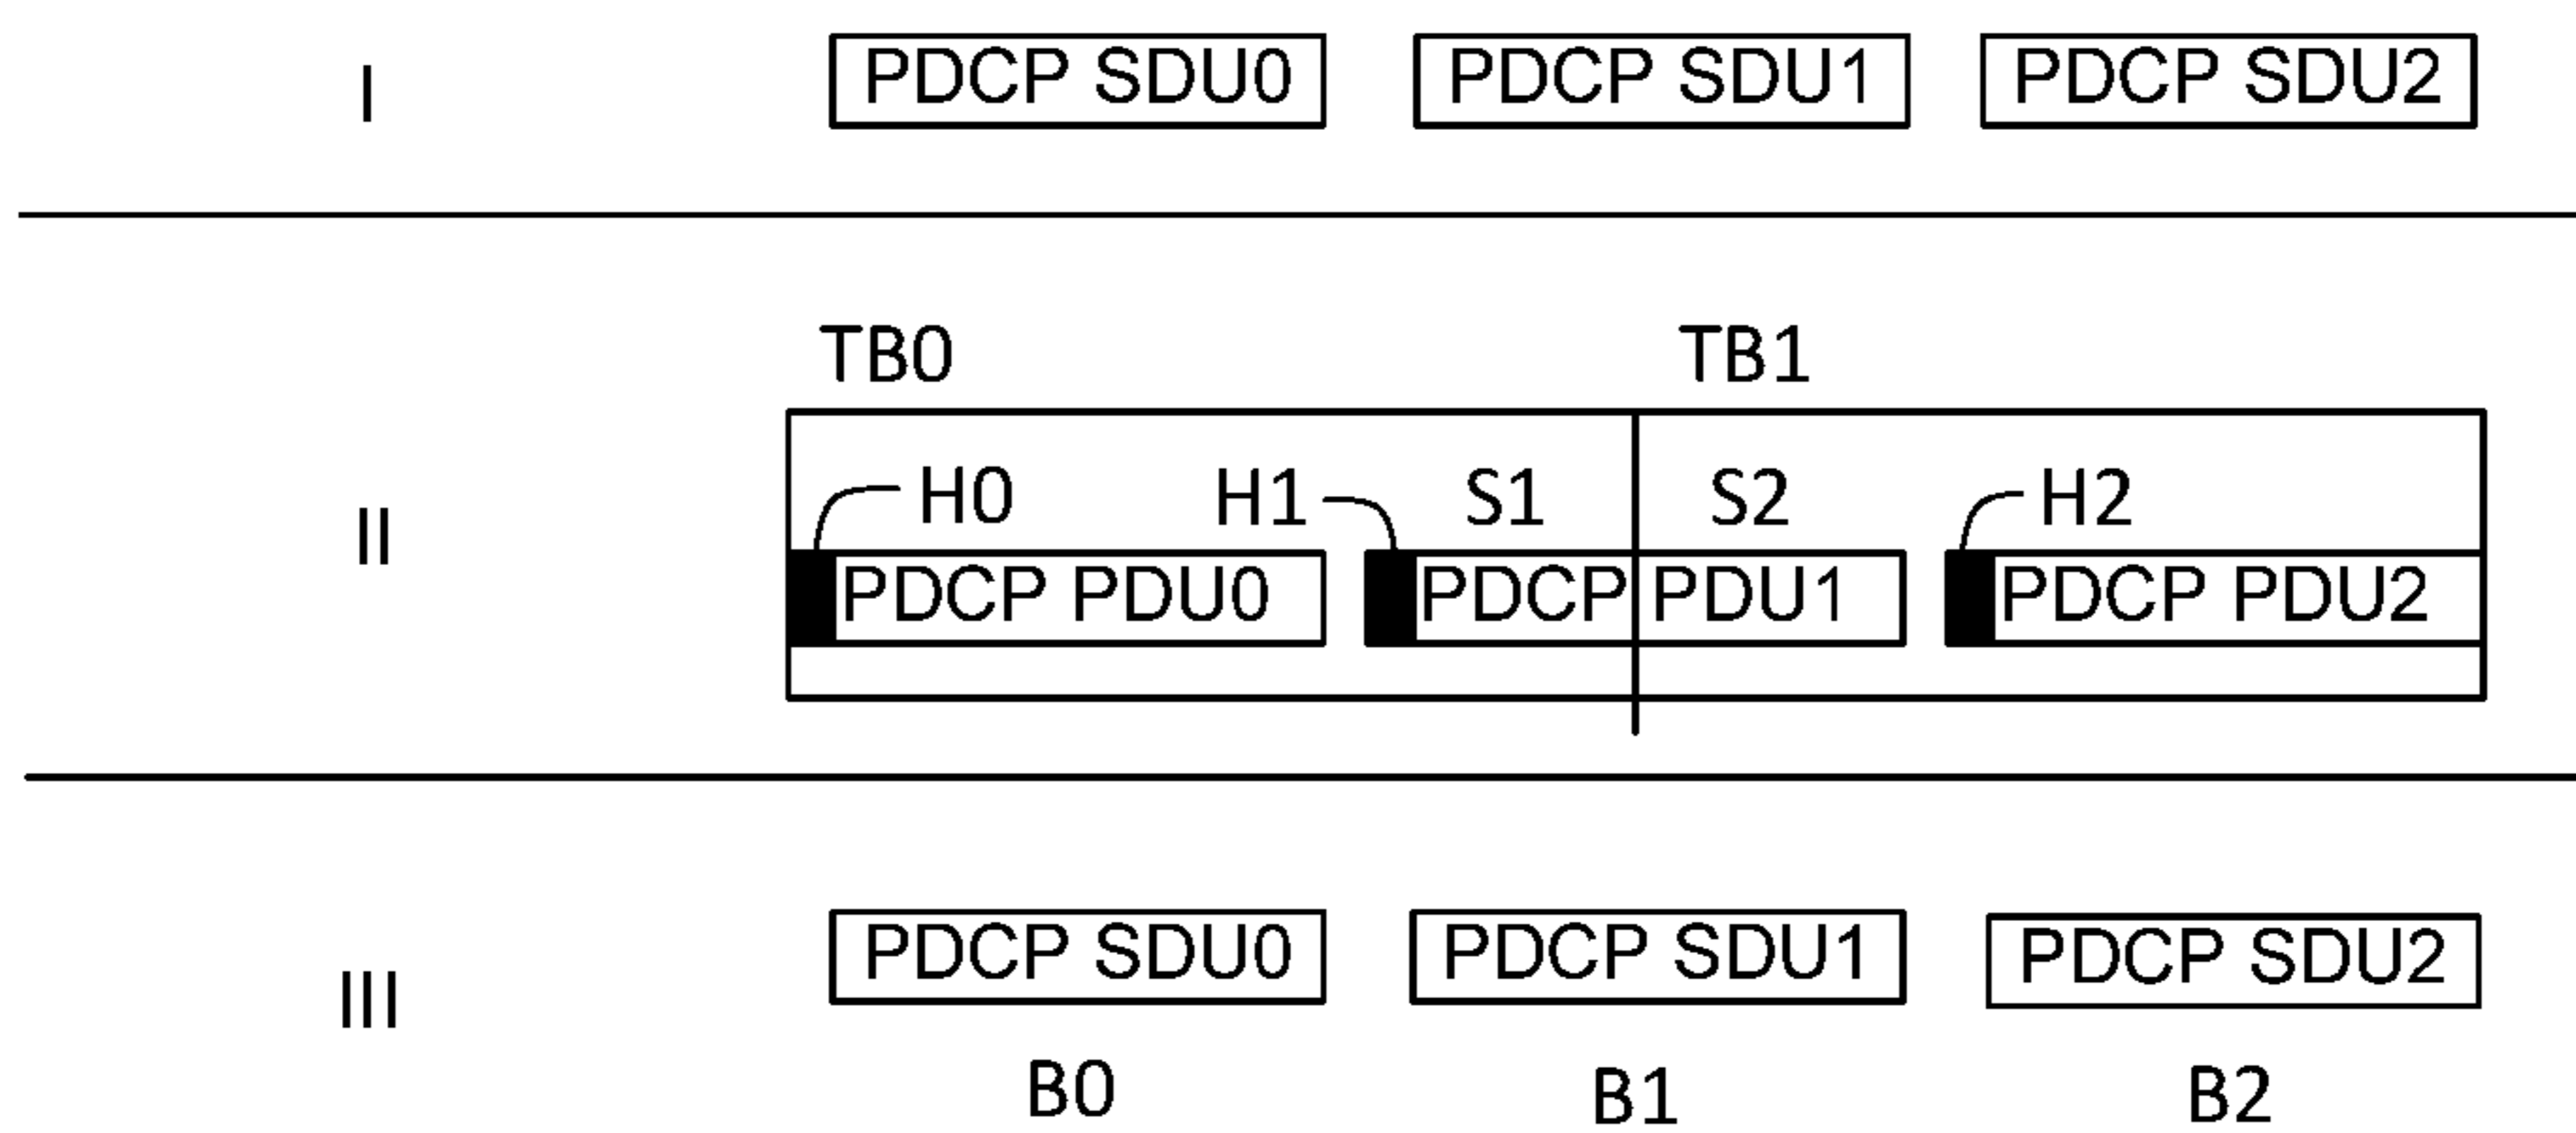 I PDCP SDU0 PDCP SDU1 PDCP SDU2
TB0 TB1
H0 H1 S1 S2 H2
II PDCP PDU0 PDCP PDU1 PDCP PDU2
III PDCP SDU0 PDCP SDU1 PDCP SDU2
B0 B1 B2